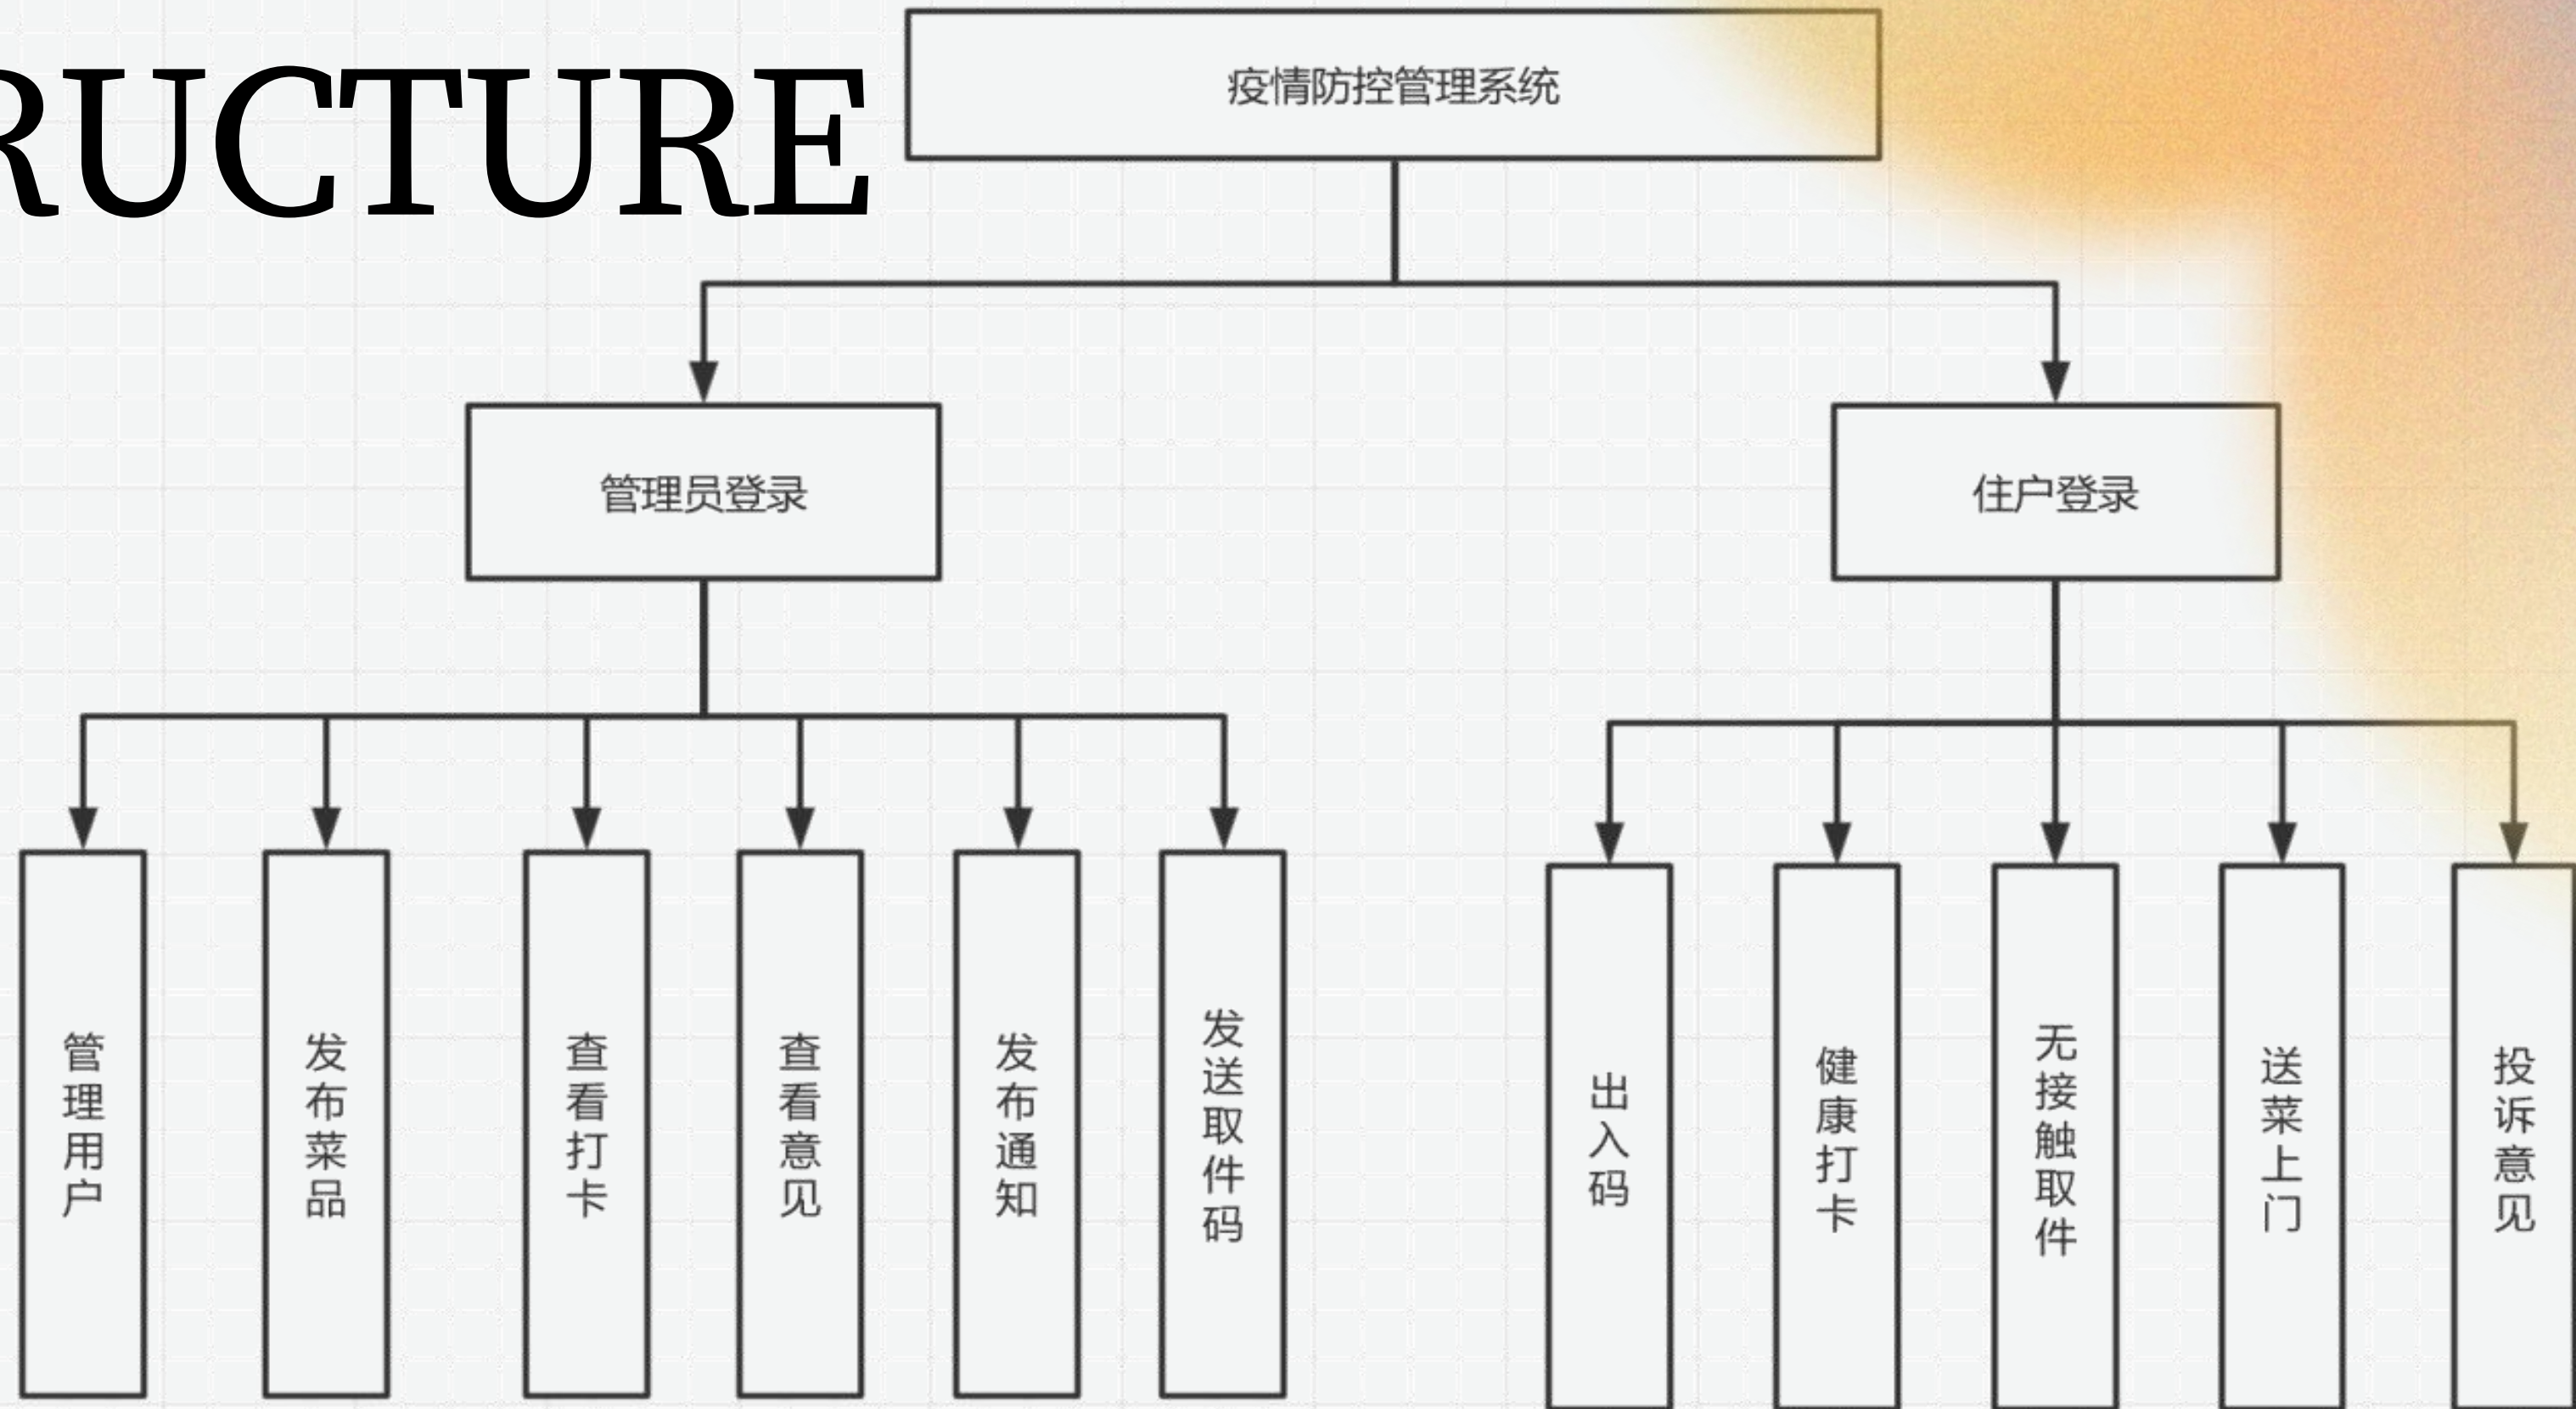 RUCTURE
疫情防控管理系统
管理员登录
住户登录
管理用户
发布菜品
查看打卡
查看意见
发布通知
发送取件码
出入码
健康打卡
无接触取件
送菜上门
投诉意见